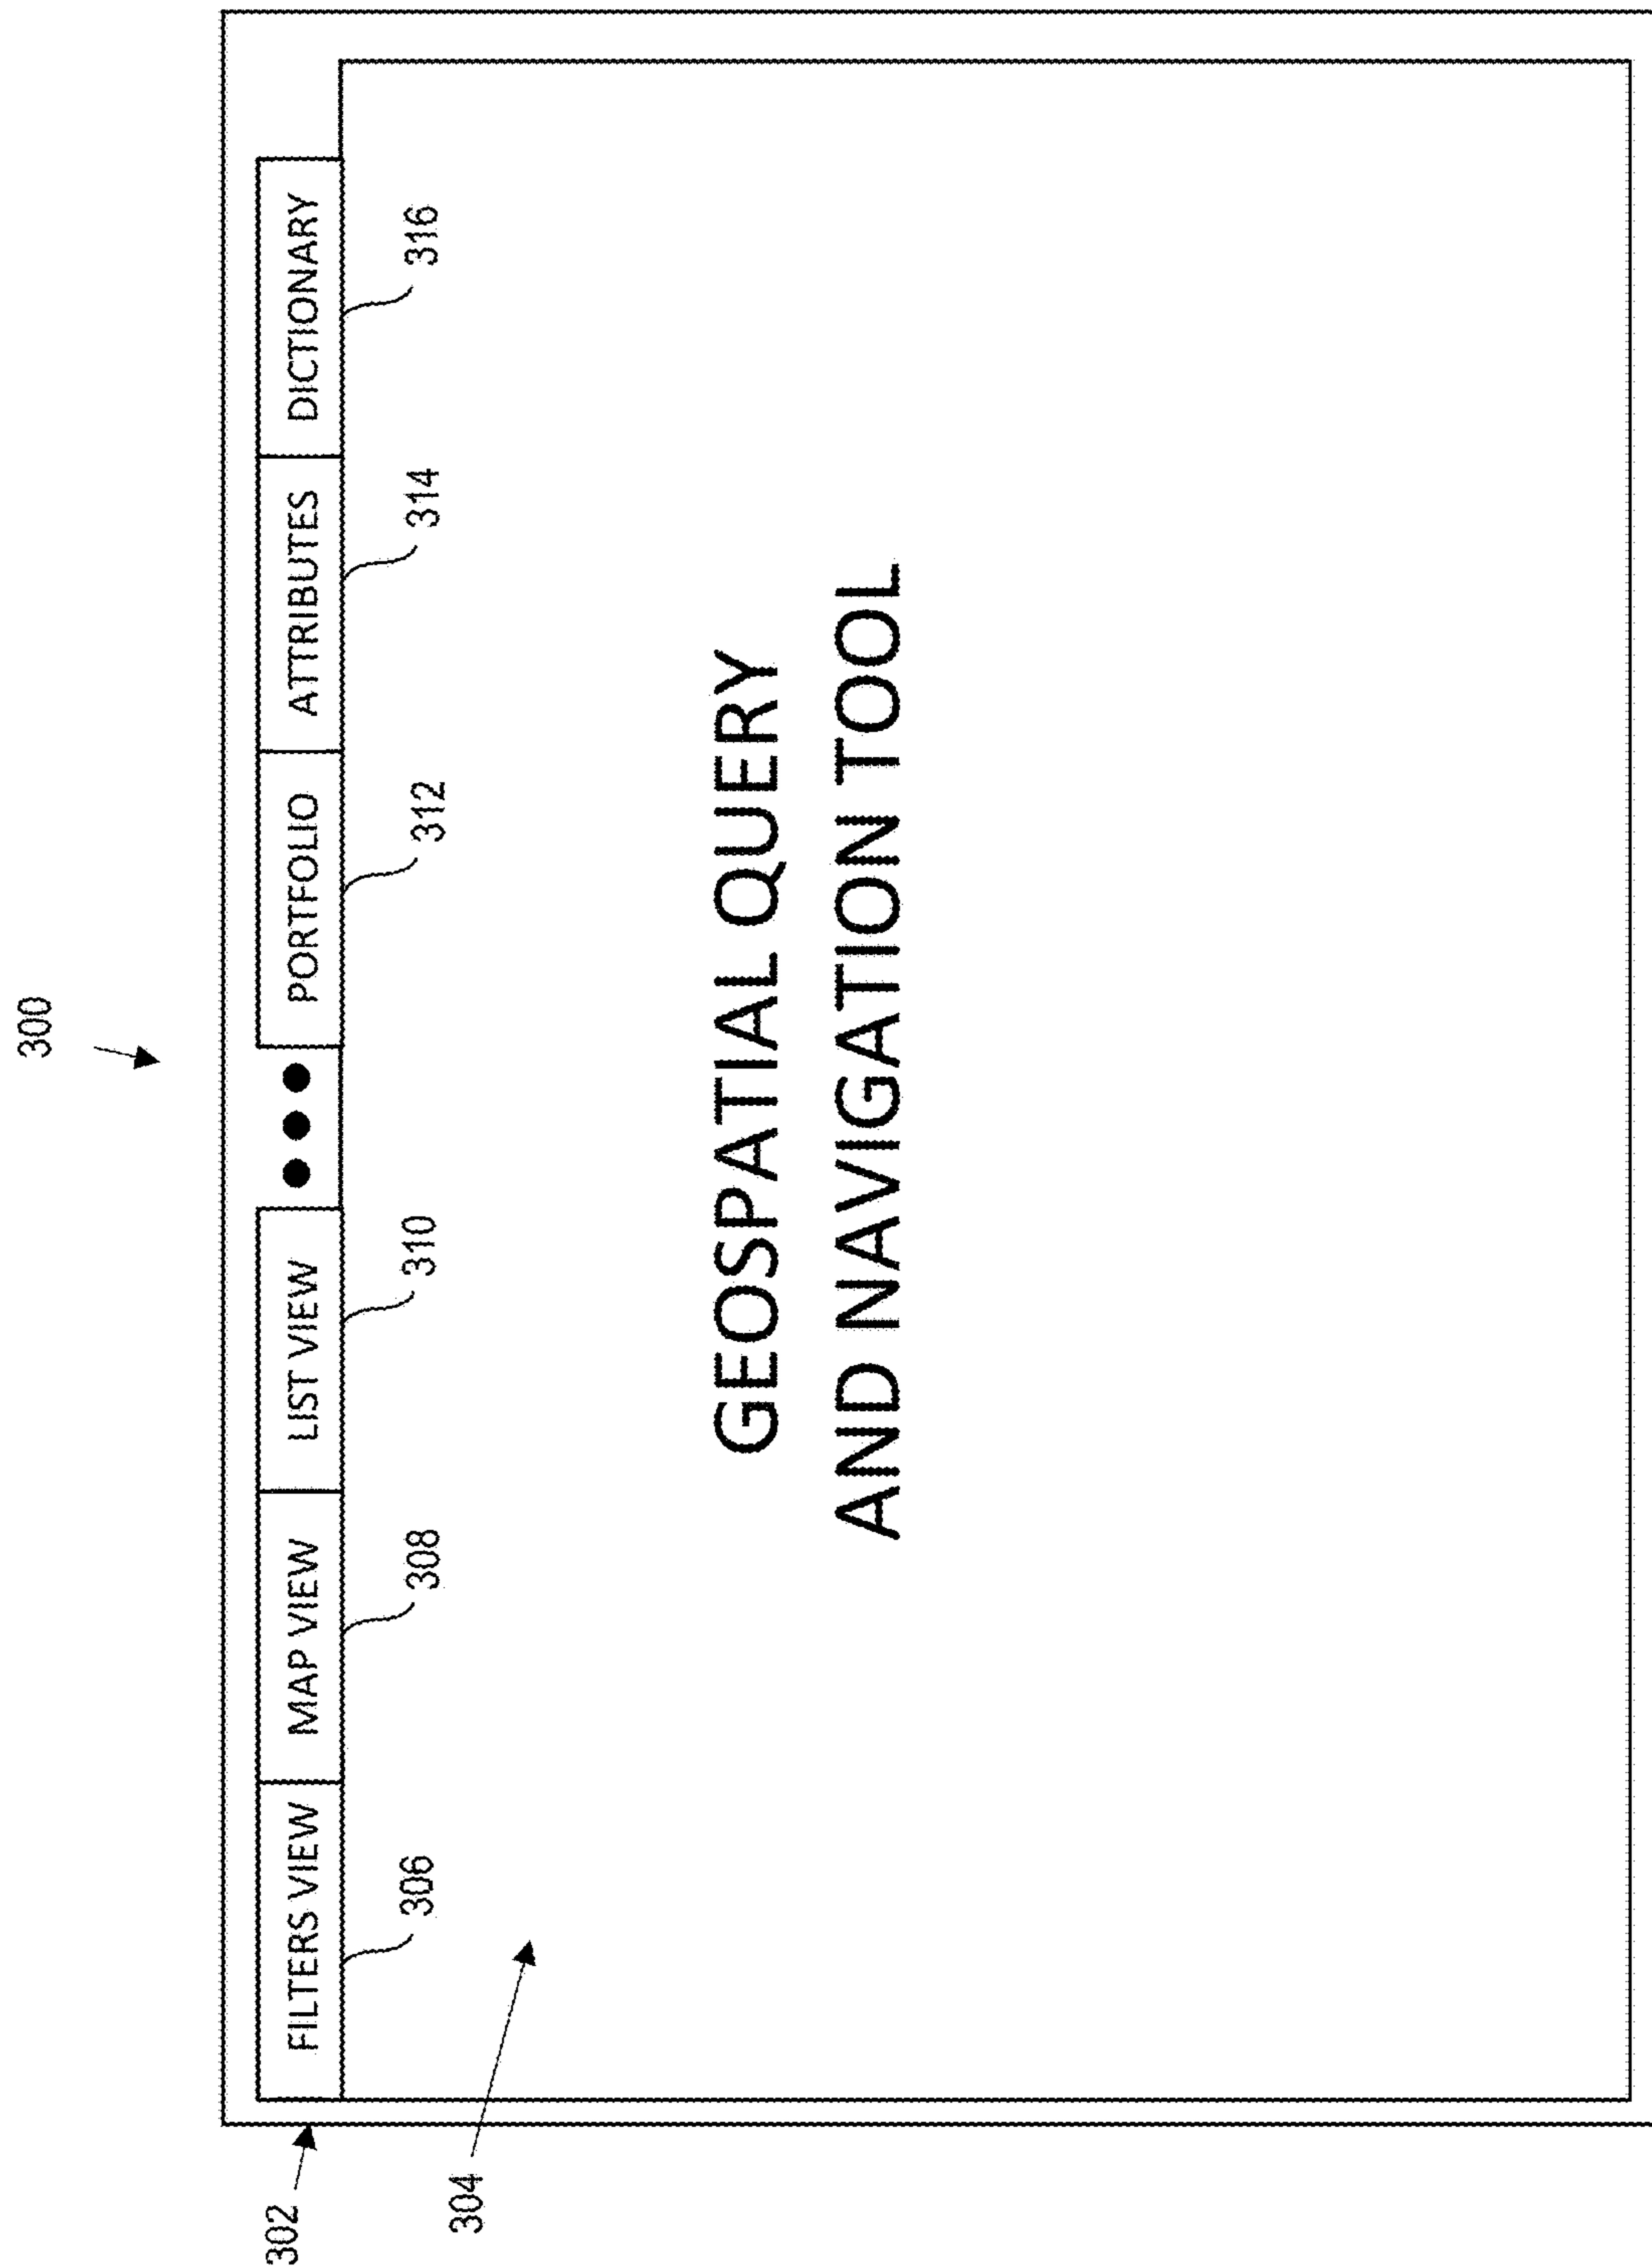 300
302
FILTERS VIEW
MAP VIEW
LIST VIEW
PORTFOLIO
ATTRIBUTES
DICTIONARY
306
308
310
312
314
316
304
GEOSPATIAL QUERY
AND NAVIGATION TOOL